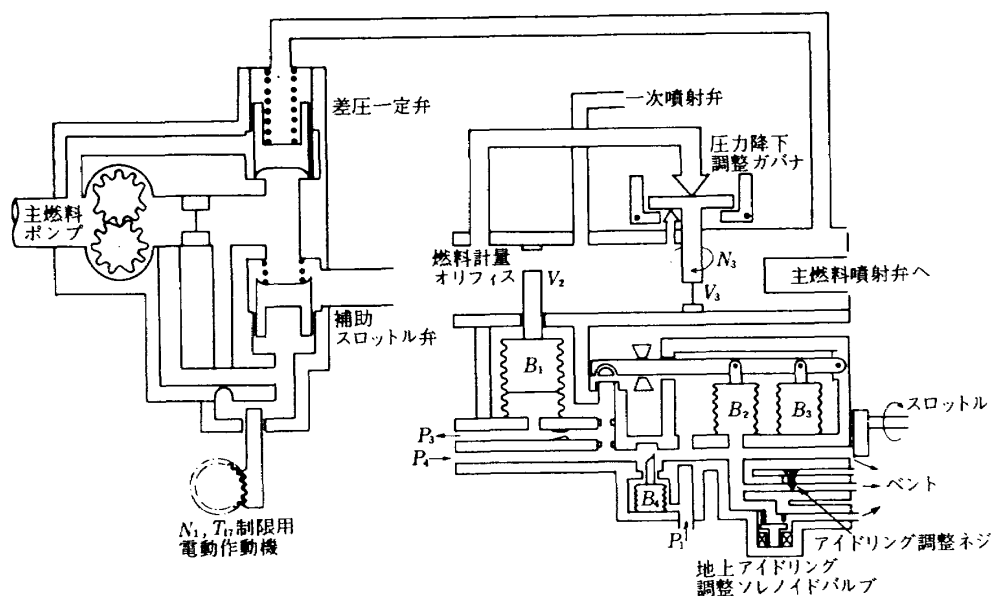 差圧一定弁
一次噴射弁
圧力降下
調整ガバナ
主燃料
ポンプ
燃料計量
オリフィス
V₂
N₃
V₃
主燃料噴射弁へ
補助
スロットル弁
B₁
B₂
B₃
スロットル
P₃
P₄
B₄
ベント
P₁
N₁, T₁₇制限用
電動作動機
アイドリング調整ネジ
地上アイドリング
調整ソレノイドバルブ